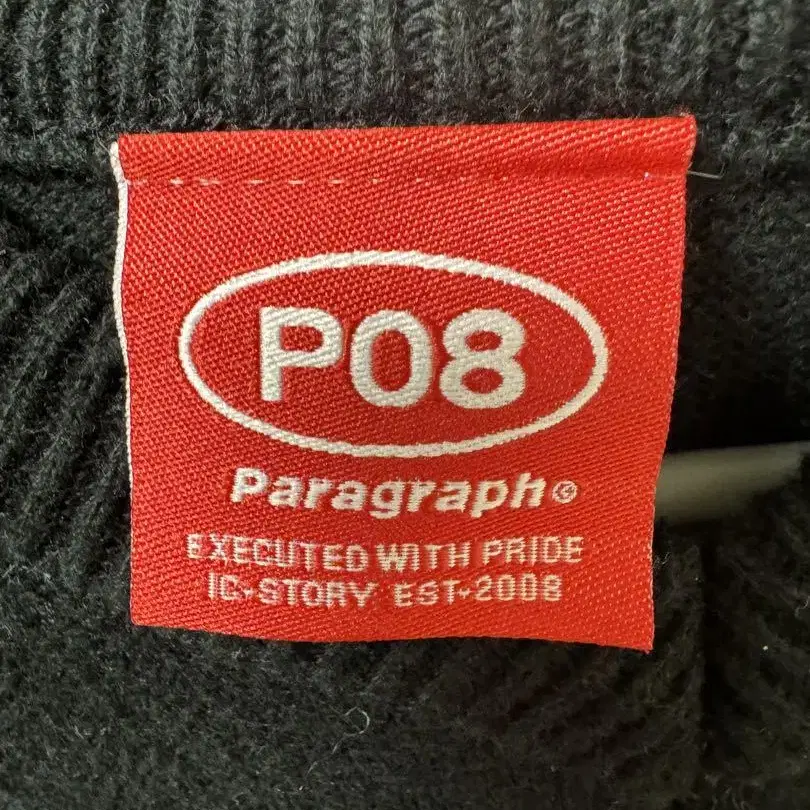 P08
Paragraph®
EXECUTED WITH PRIDE
IC•STORY EST•2008